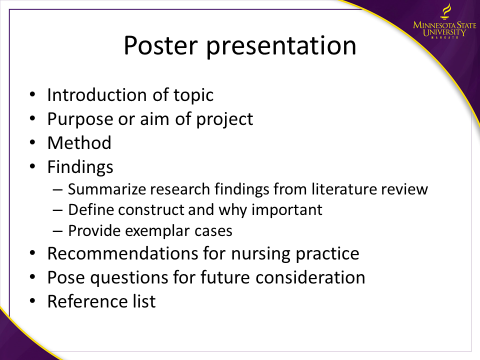 MINNESOTA STATE
UNIVERSITY
MANKATO
Poster presentation
• Introduction of topic
• Purpose or aim of project
• Method
• Findings
– Summarize research findings from literature review
– Define construct and why important
– Provide exemplar cases
• Recommendations for nursing practice
• Pose questions for future consideration
• Reference list